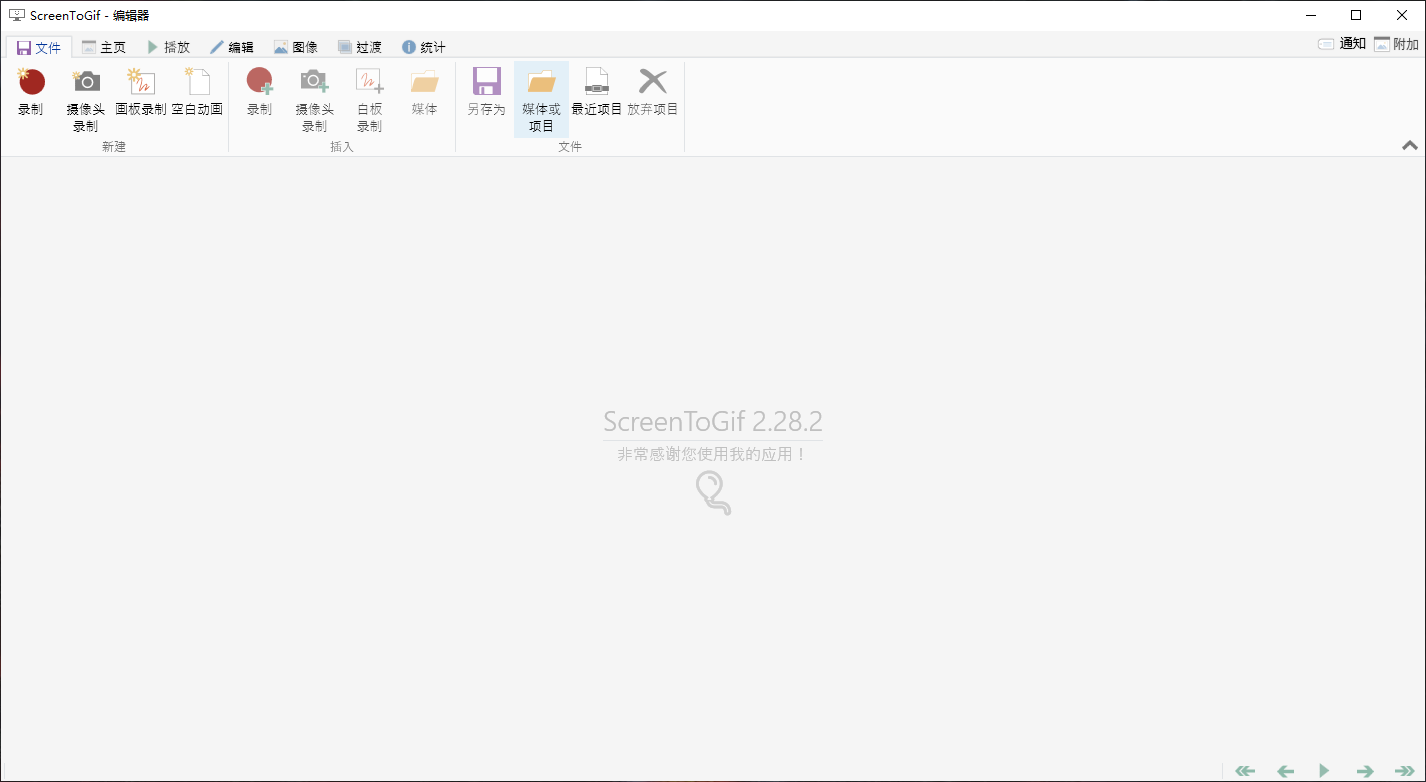 ScreenToGif - 编辑器
文件 主页 播放 编辑 图像 过渡 统计 通知 附加
录制 摄像头 画板录制 空白动画 录制 摄像头 白板 媒体 另存为 媒体或 最近项目 放弃项目
录制 录制 录制 项目
新建 插入 文件
ScreenToGif 2.28.2
非常感谢您使用我的应用！